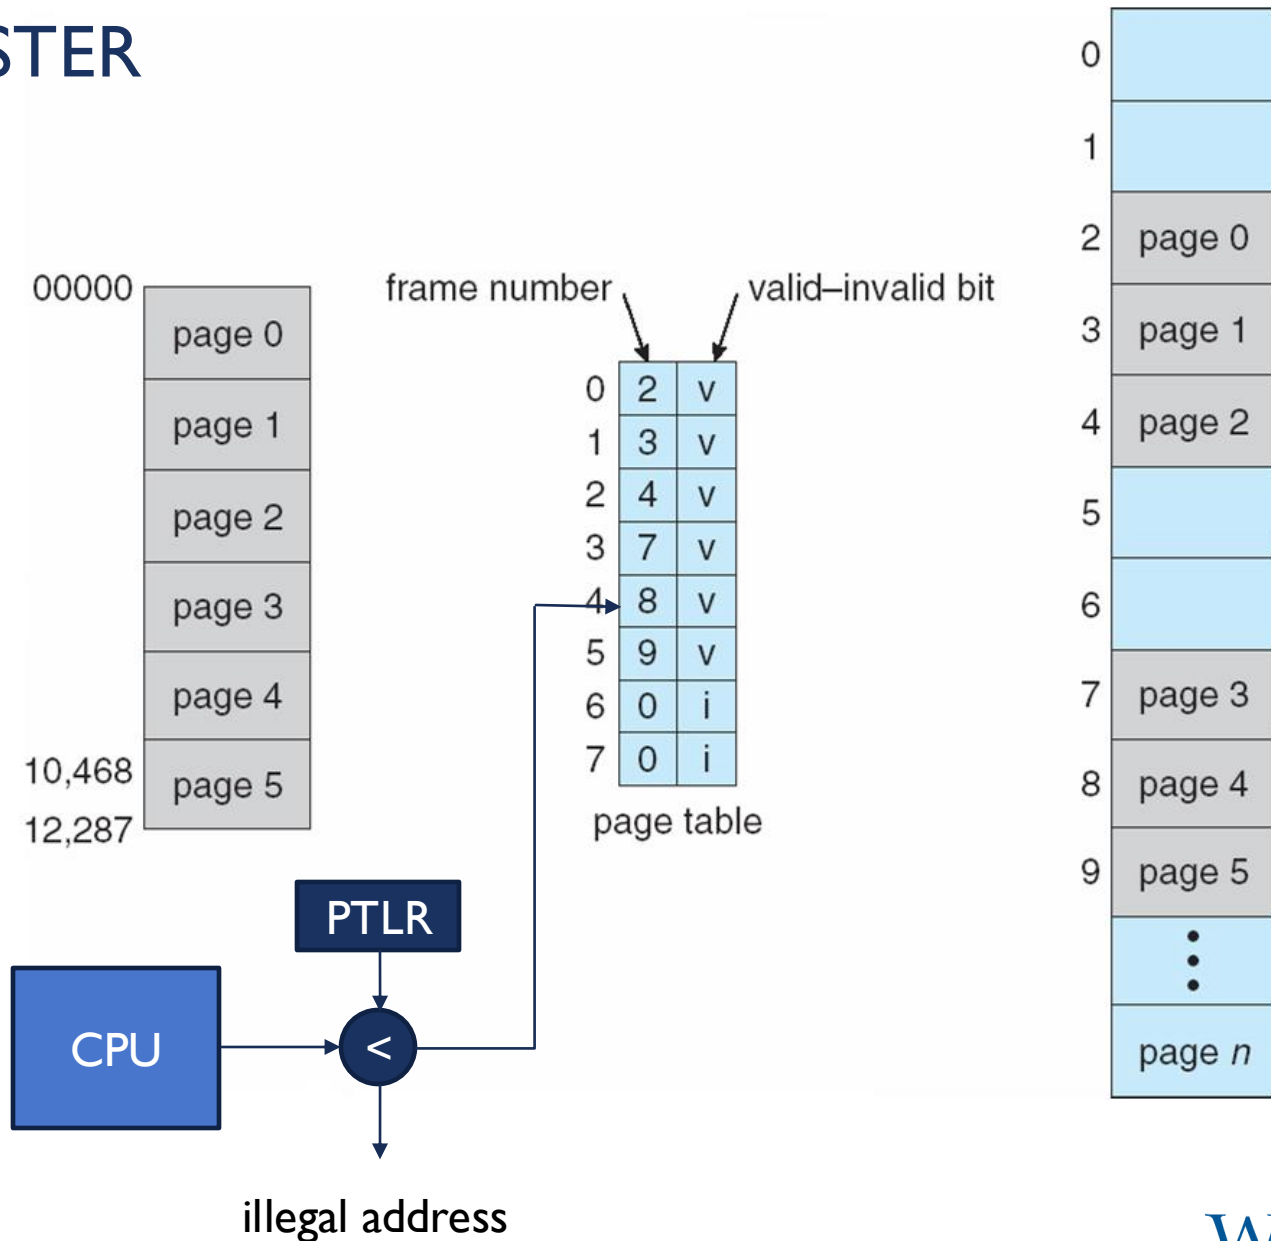 STER
00000
page 0
page 1
page 2
page 3
page 4
10,468
page 5
12,287
frame number
valid–invalid bit
0 2 v
1 3 v
2 4 v
3 7 v
4 8 v
5 9 v
6 0 i
7 0 i
page table
PTLR
CPU
<
illegal address
0
1
2 page 0
3 page 1
4 page 2
5
6
7 page 3
8 page 4
9 page 5
page n
W